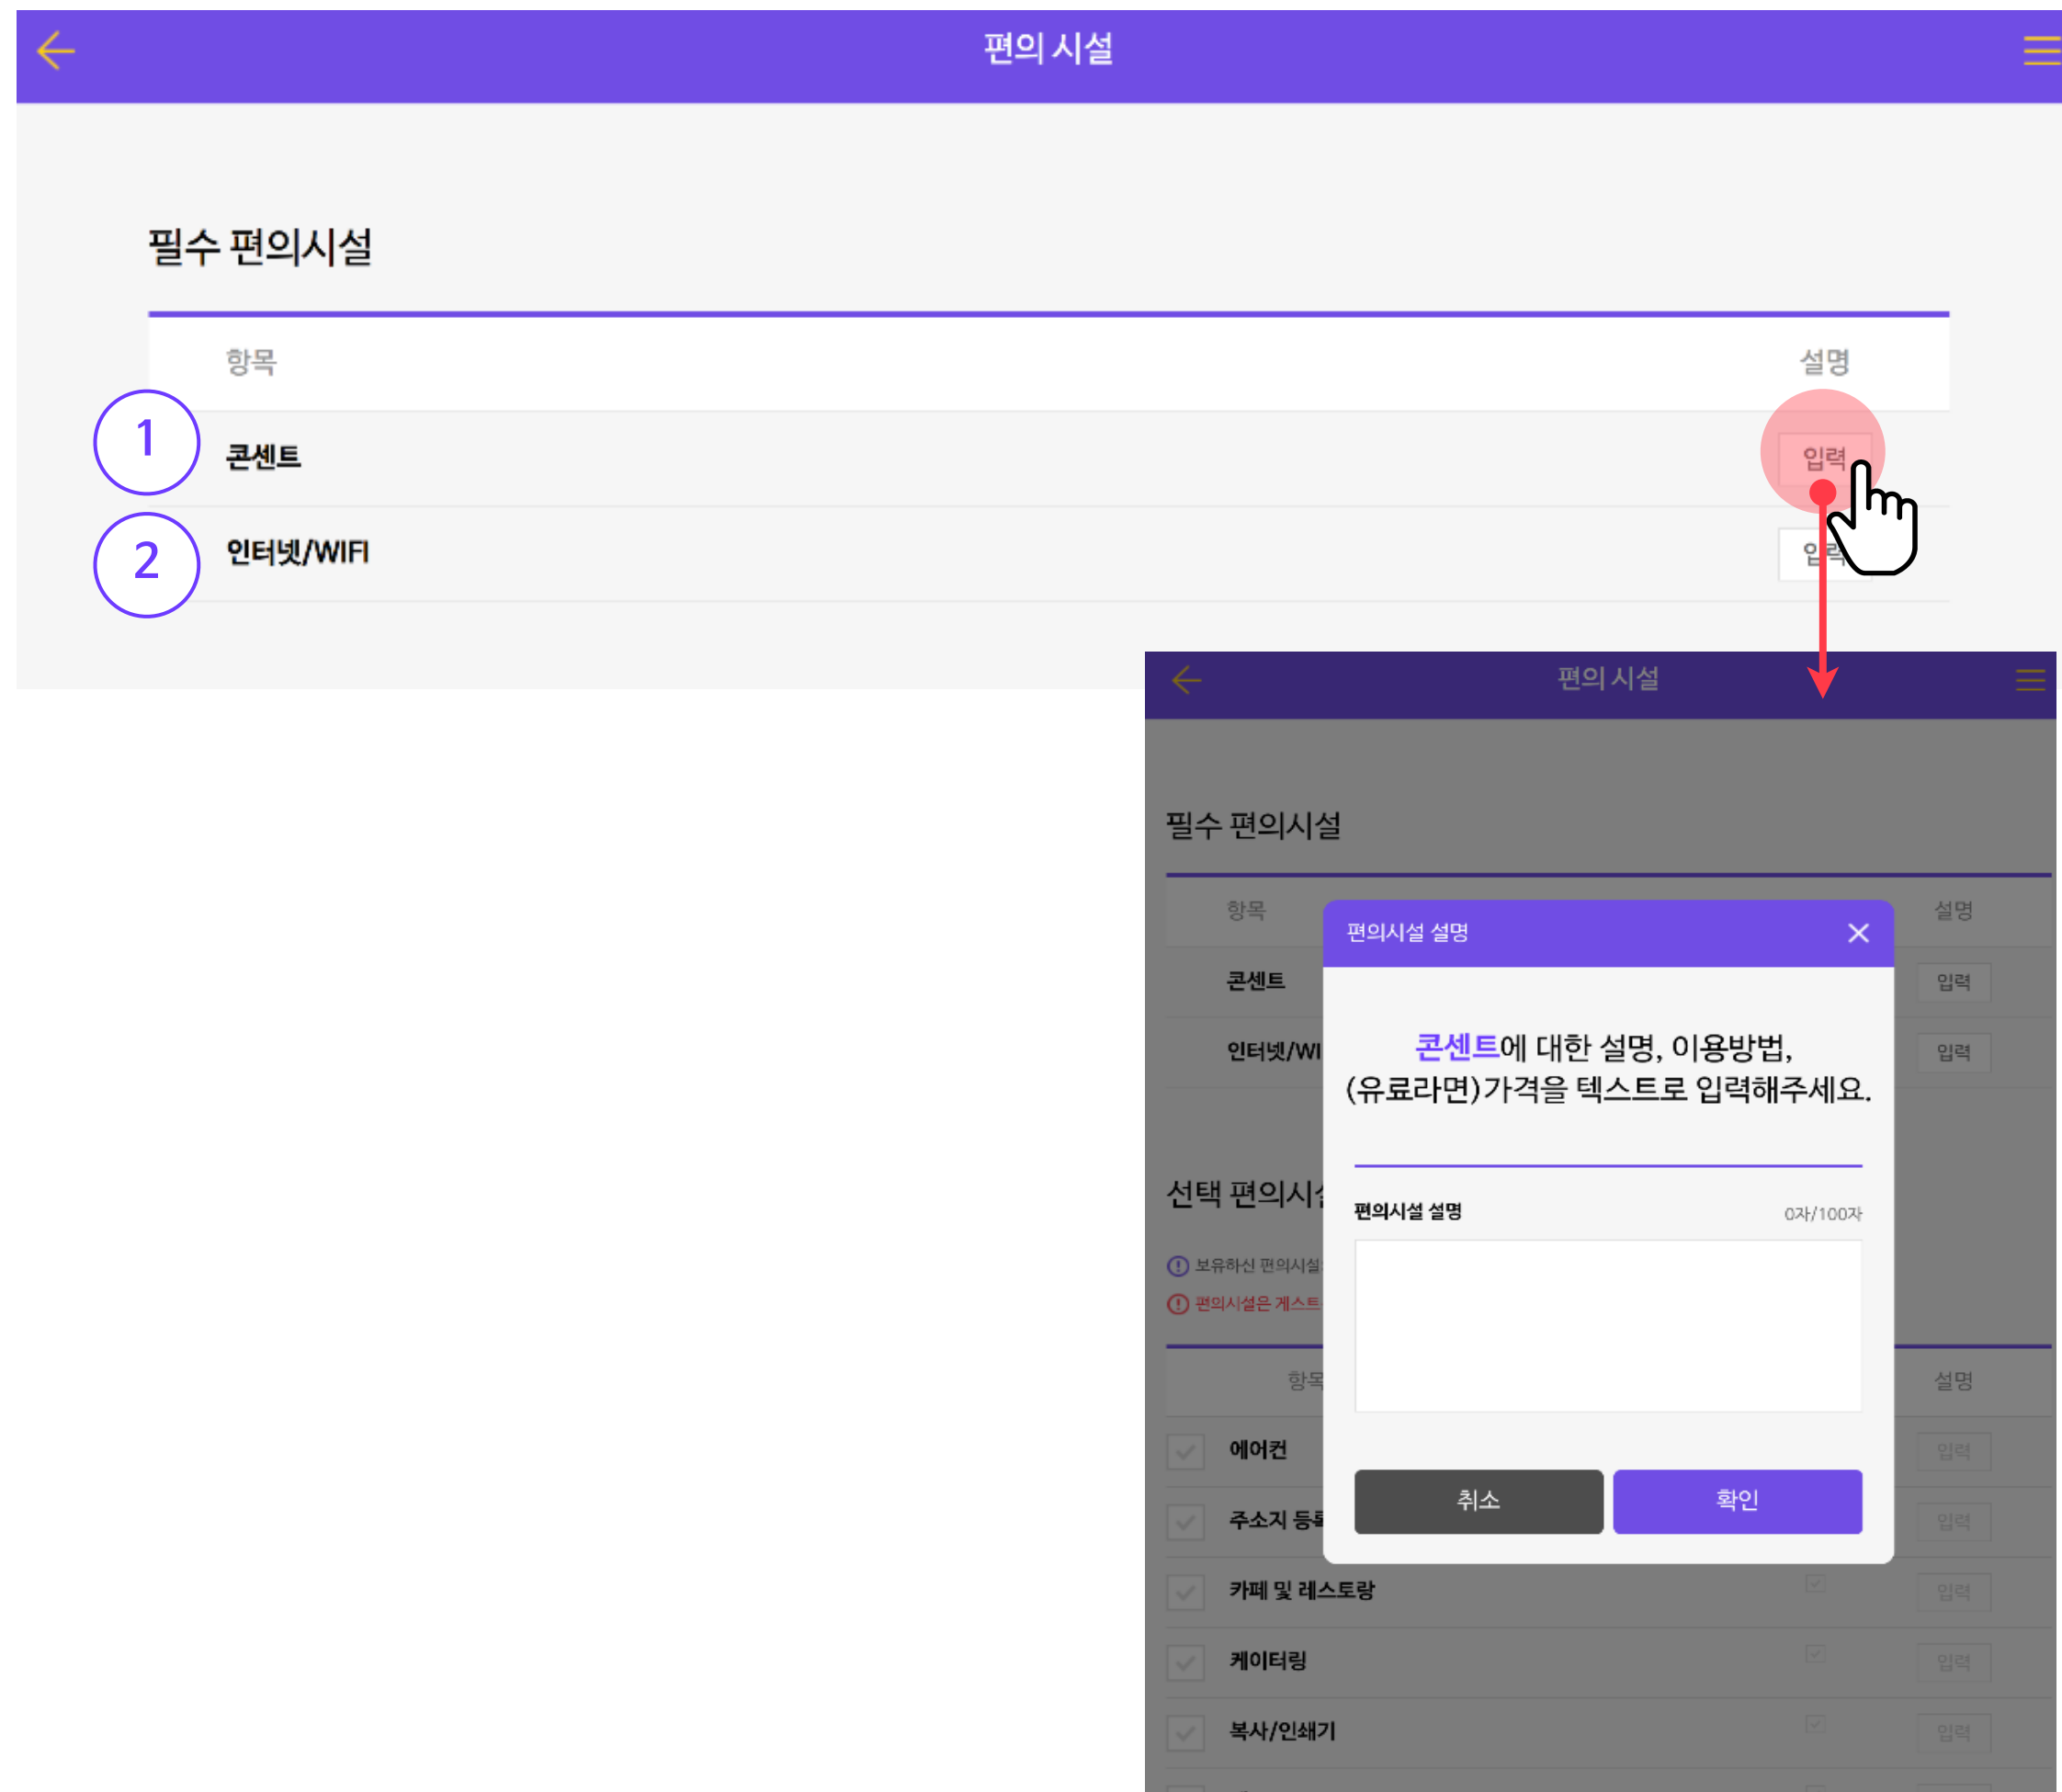 편의 시설
필수 편의시설
항목 설명
1 콘센트 입력
2 인터넷/WIFI 입력
편의 시설
필수 편의시설
항목 설명
콘센트 입력
인터넷/WI 입력
선택 편의시
보유하신 편의시설
편의시설은 게스트
항목 설명
에어컨 입력
주소지 등록 입력
카페 및 레스토랑 입력
케이터링 입력
복사/인쇄기 입력
편의시설 설명
콘센트에 대한 설명, 이용방법,
(유료라면)가격을 텍스트로 입력해주세요.
편의시설 설명 0자/100자
취소 확인